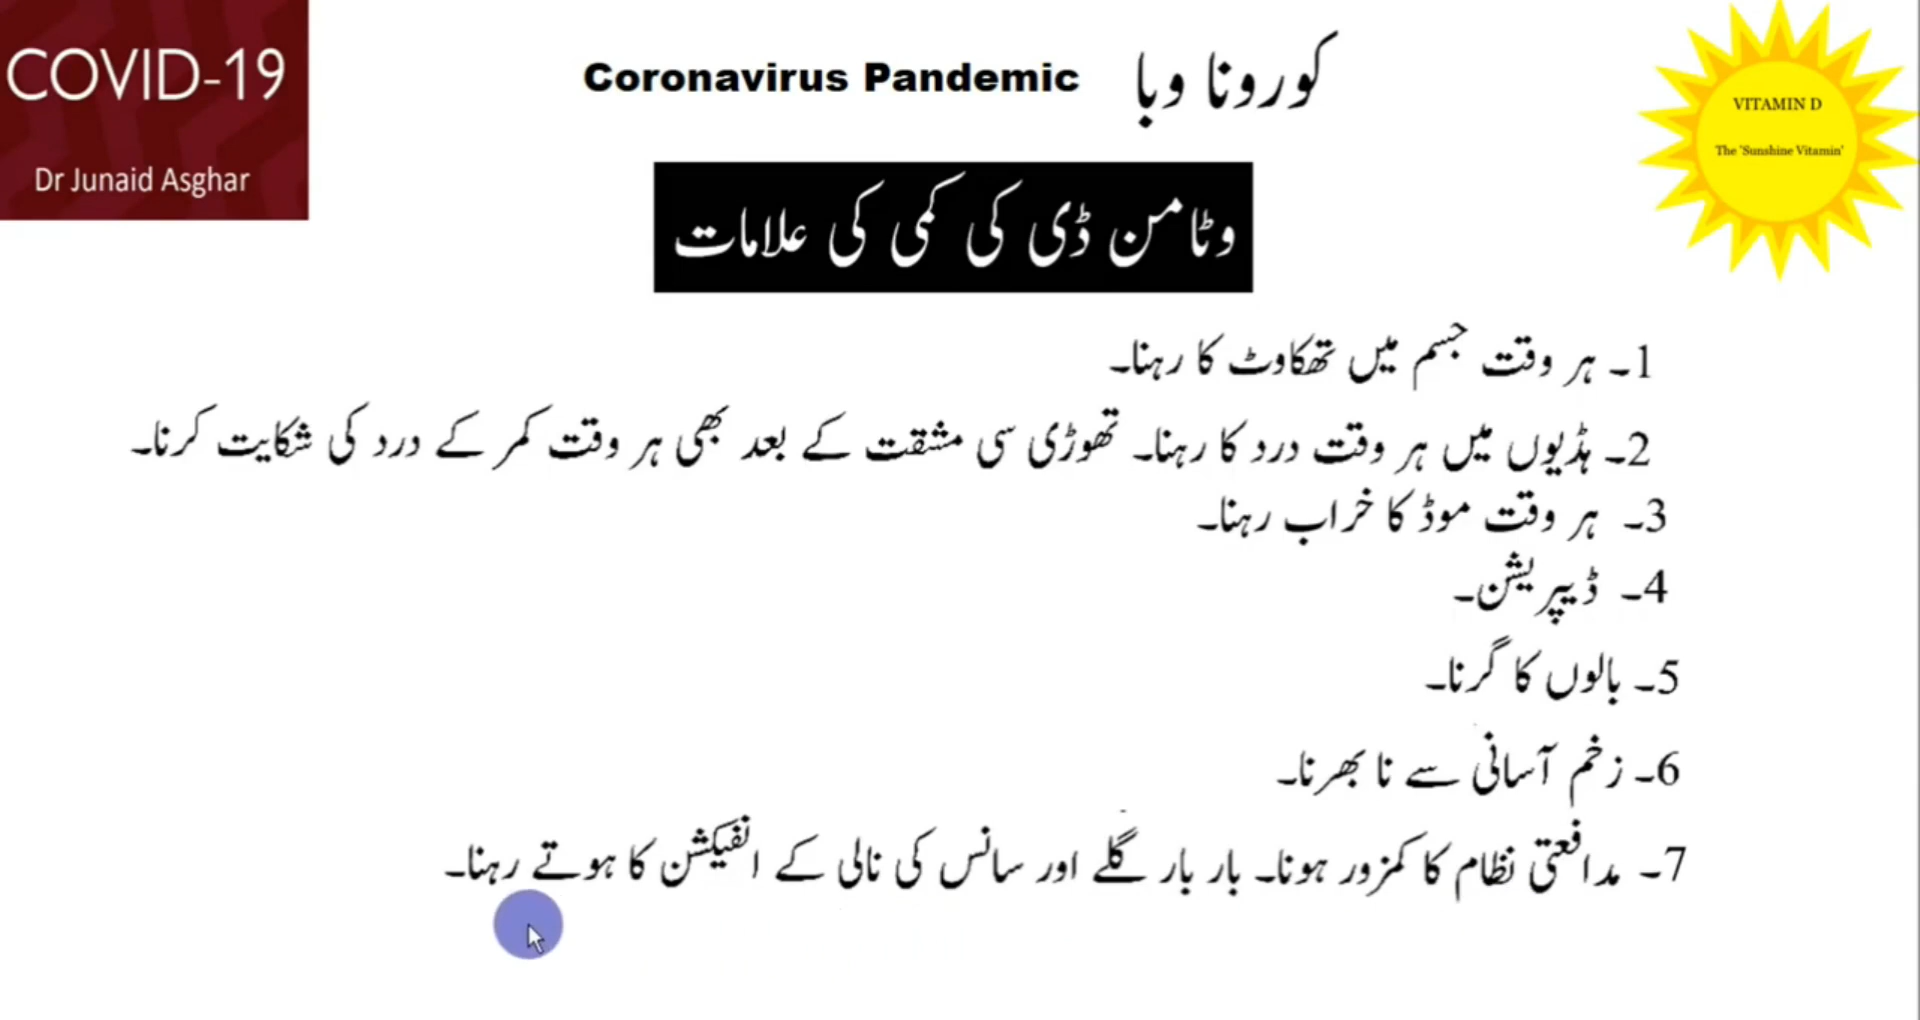 COVID-19
Dr Junaid Asghar
Coronavirus Pandemic کورونا وبا
VITAMIN D
The 'Sunshine Vitamin'
وٹامن ڈی کی کمی کی علامات
1۔ ہر وقت جسم میں تھکاوٹ کا رہنا۔
2۔ ہڈیوں میں ہر وقت درد کا رہنا۔ تھوڑی سی مشقت کے بعد بھی ہر وقت کمر کے درد کی شکایت کرنا۔
3۔ ہر وقت موڈ کا خراب رہنا۔
4۔ ڈیپریشن۔
5۔ بالوں کا گرنا۔
6۔ زخم آسانی سے نا بھرنا۔
7۔ مدافعتی نظام کا کمزور ہونا۔ بار بار گلے اور سانس کی نالی کے انفیکشن کا ہوتے رہنا۔